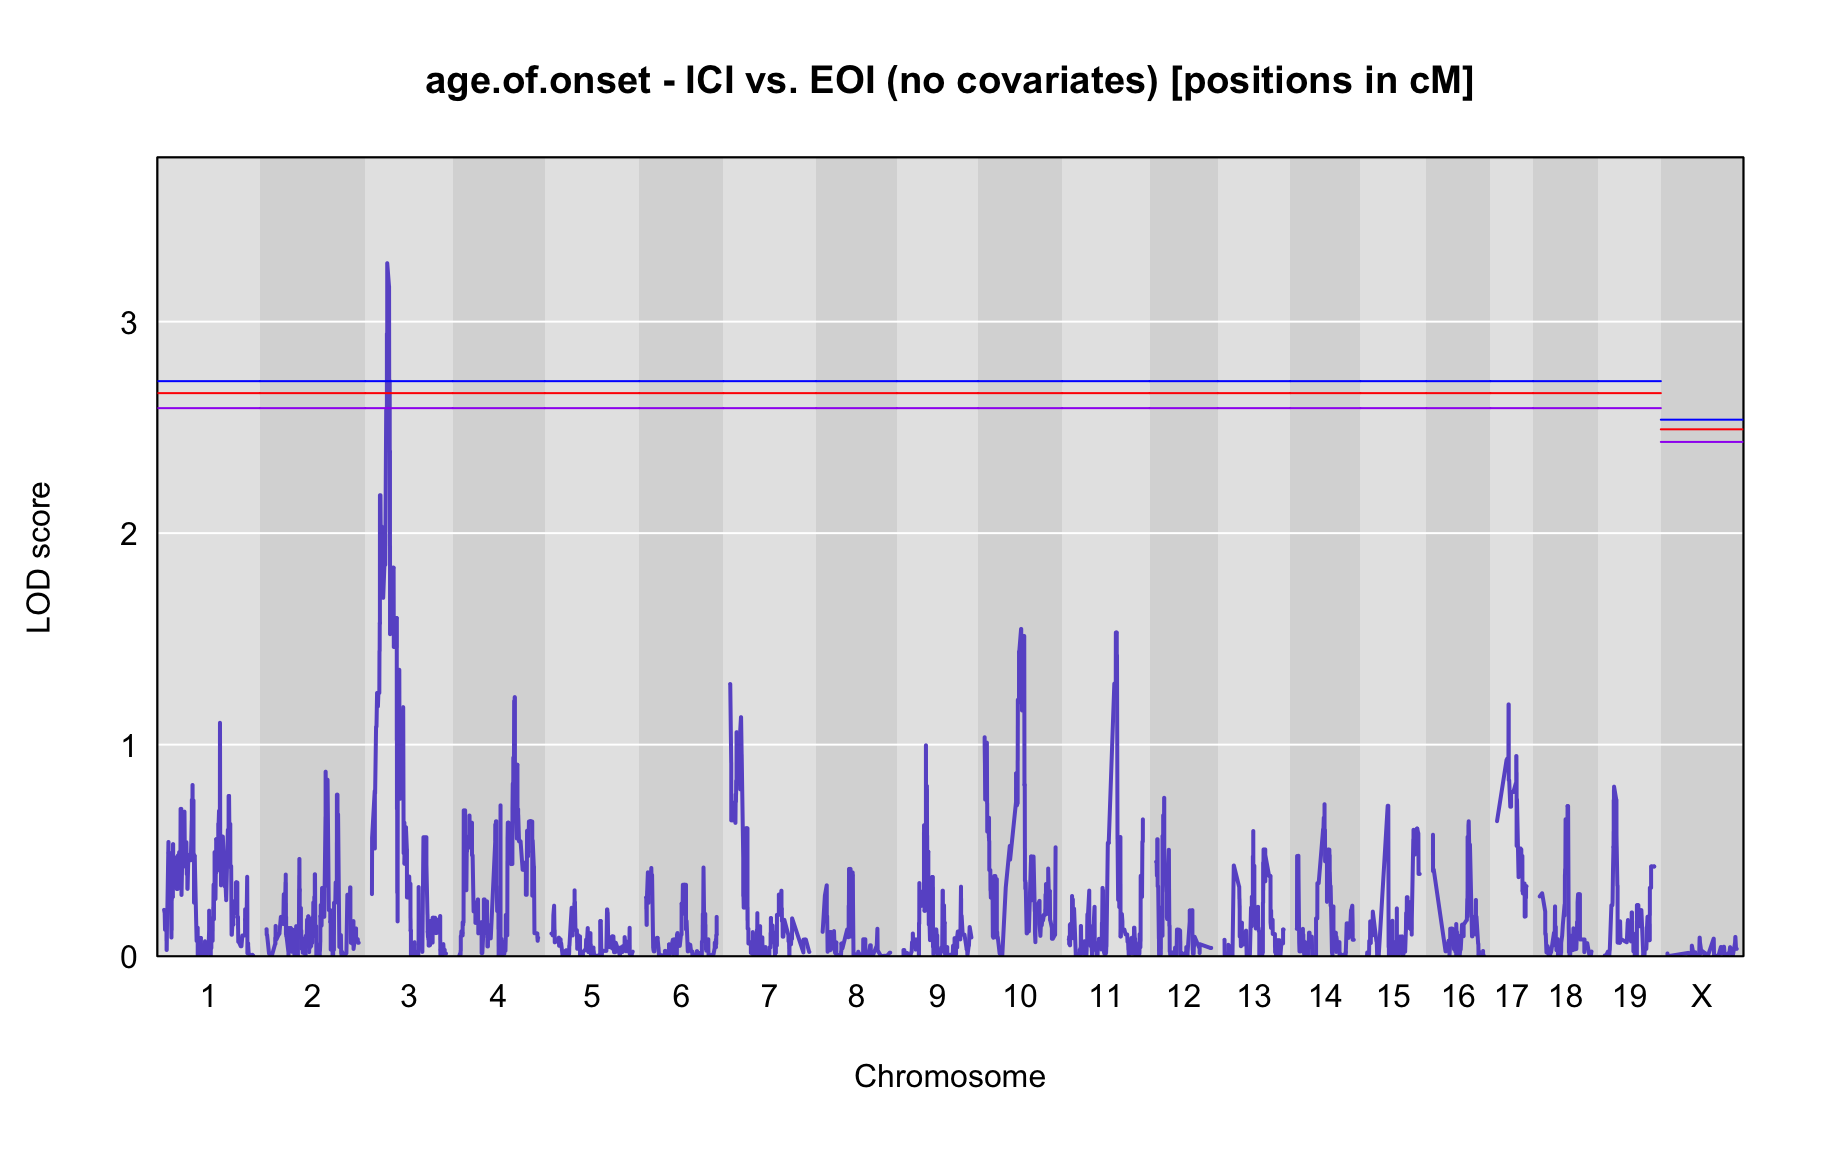 age.of.onset - ICI vs. EOI (no covariates) [positions in cM]
3
2
1
0
LOD score
1 2 3 4 5 6 7 8 9 10 11 12 13 14 15 16 17 18 19 X
Chromosome